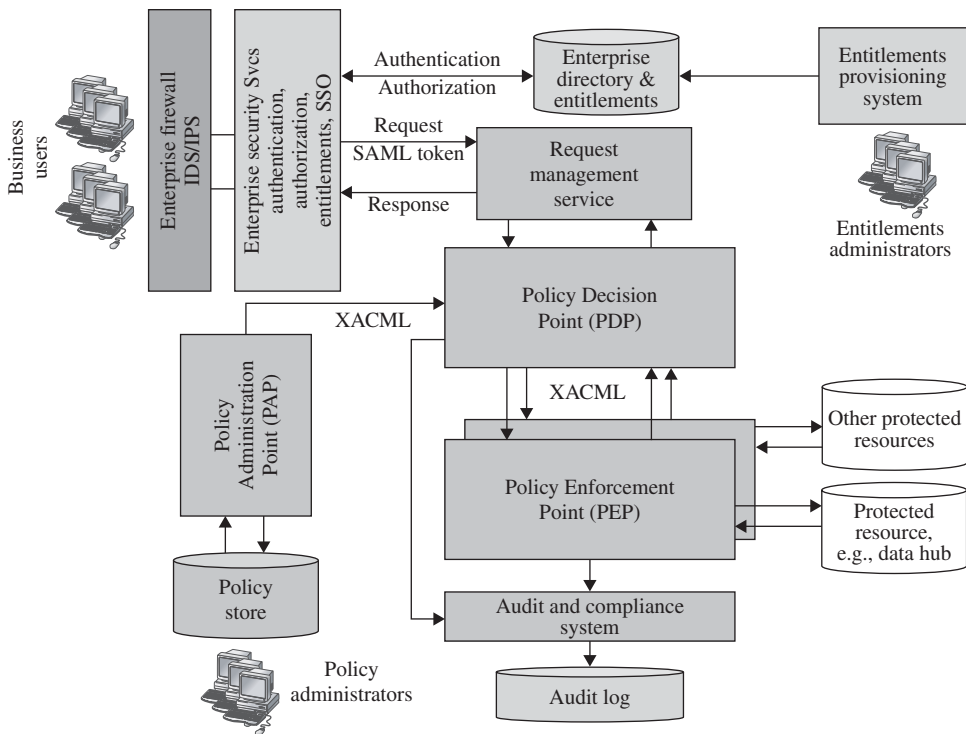 Business
users
Enterprise firewall
IDS/IPS
Enterprise security Svcs
authentication,
authorization,
entitlements, SSO
Authentication
Authorization
Enterprise
directory &
entitlements
Entitlements
provisioning
system
Request
SAML token
Response
Request
management
service
Entitlements
administrators
Policy Decision
Point (PDP)
XACML
Policy
Administration
Point (PAP)
XACML
Other protected
resources
Policy Enforcement
Point (PEP)
Protected
resource,
e.g., data hub
Policy
store
Audit and compliance
system
Policy
administrators
Audit log